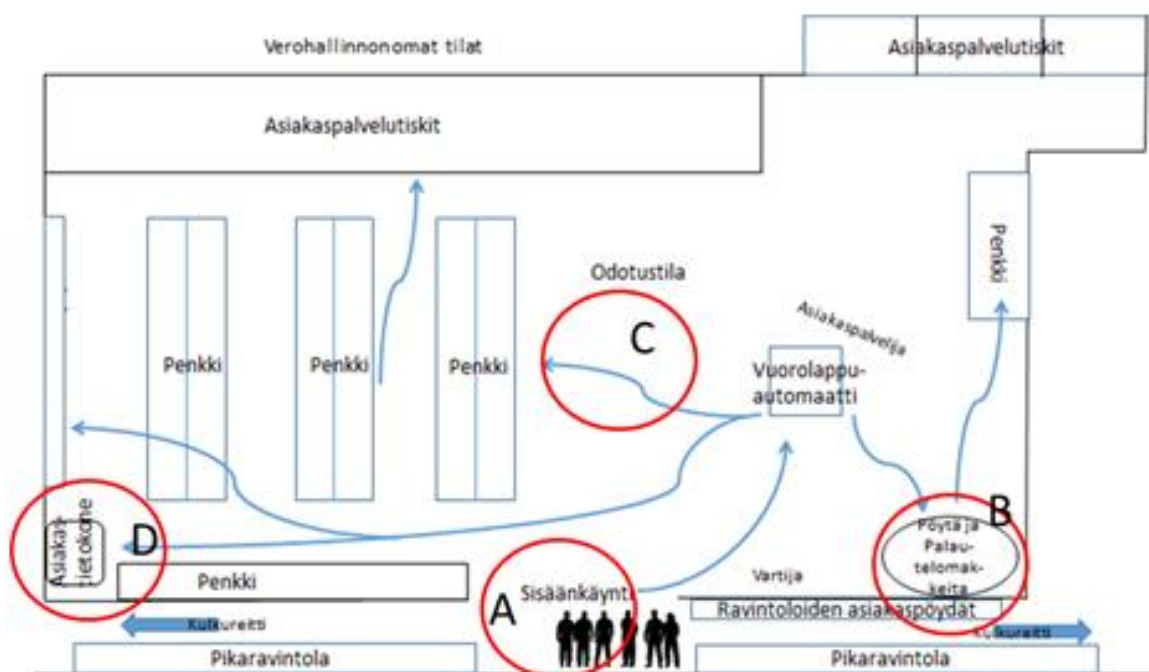 Verohallinnonomat tilat
Asiakaspalvelutiskit
Asiakaspalvelutiskit
Penkki
Odotustila
C
Asiakaspalvelija
Penkki
Penkki
Penkki
Vuorolappu-
automaatti
B
Pöytä ja
Palau-
telomak-
keita
Asiakas-
tietokone
D
Penkki
A
Sisäänkäynti
Vartija
Ravintoloiden asiakaspöydät
Kulkureitti
Kulkureitti
Pikaravintola
Pikaravintola